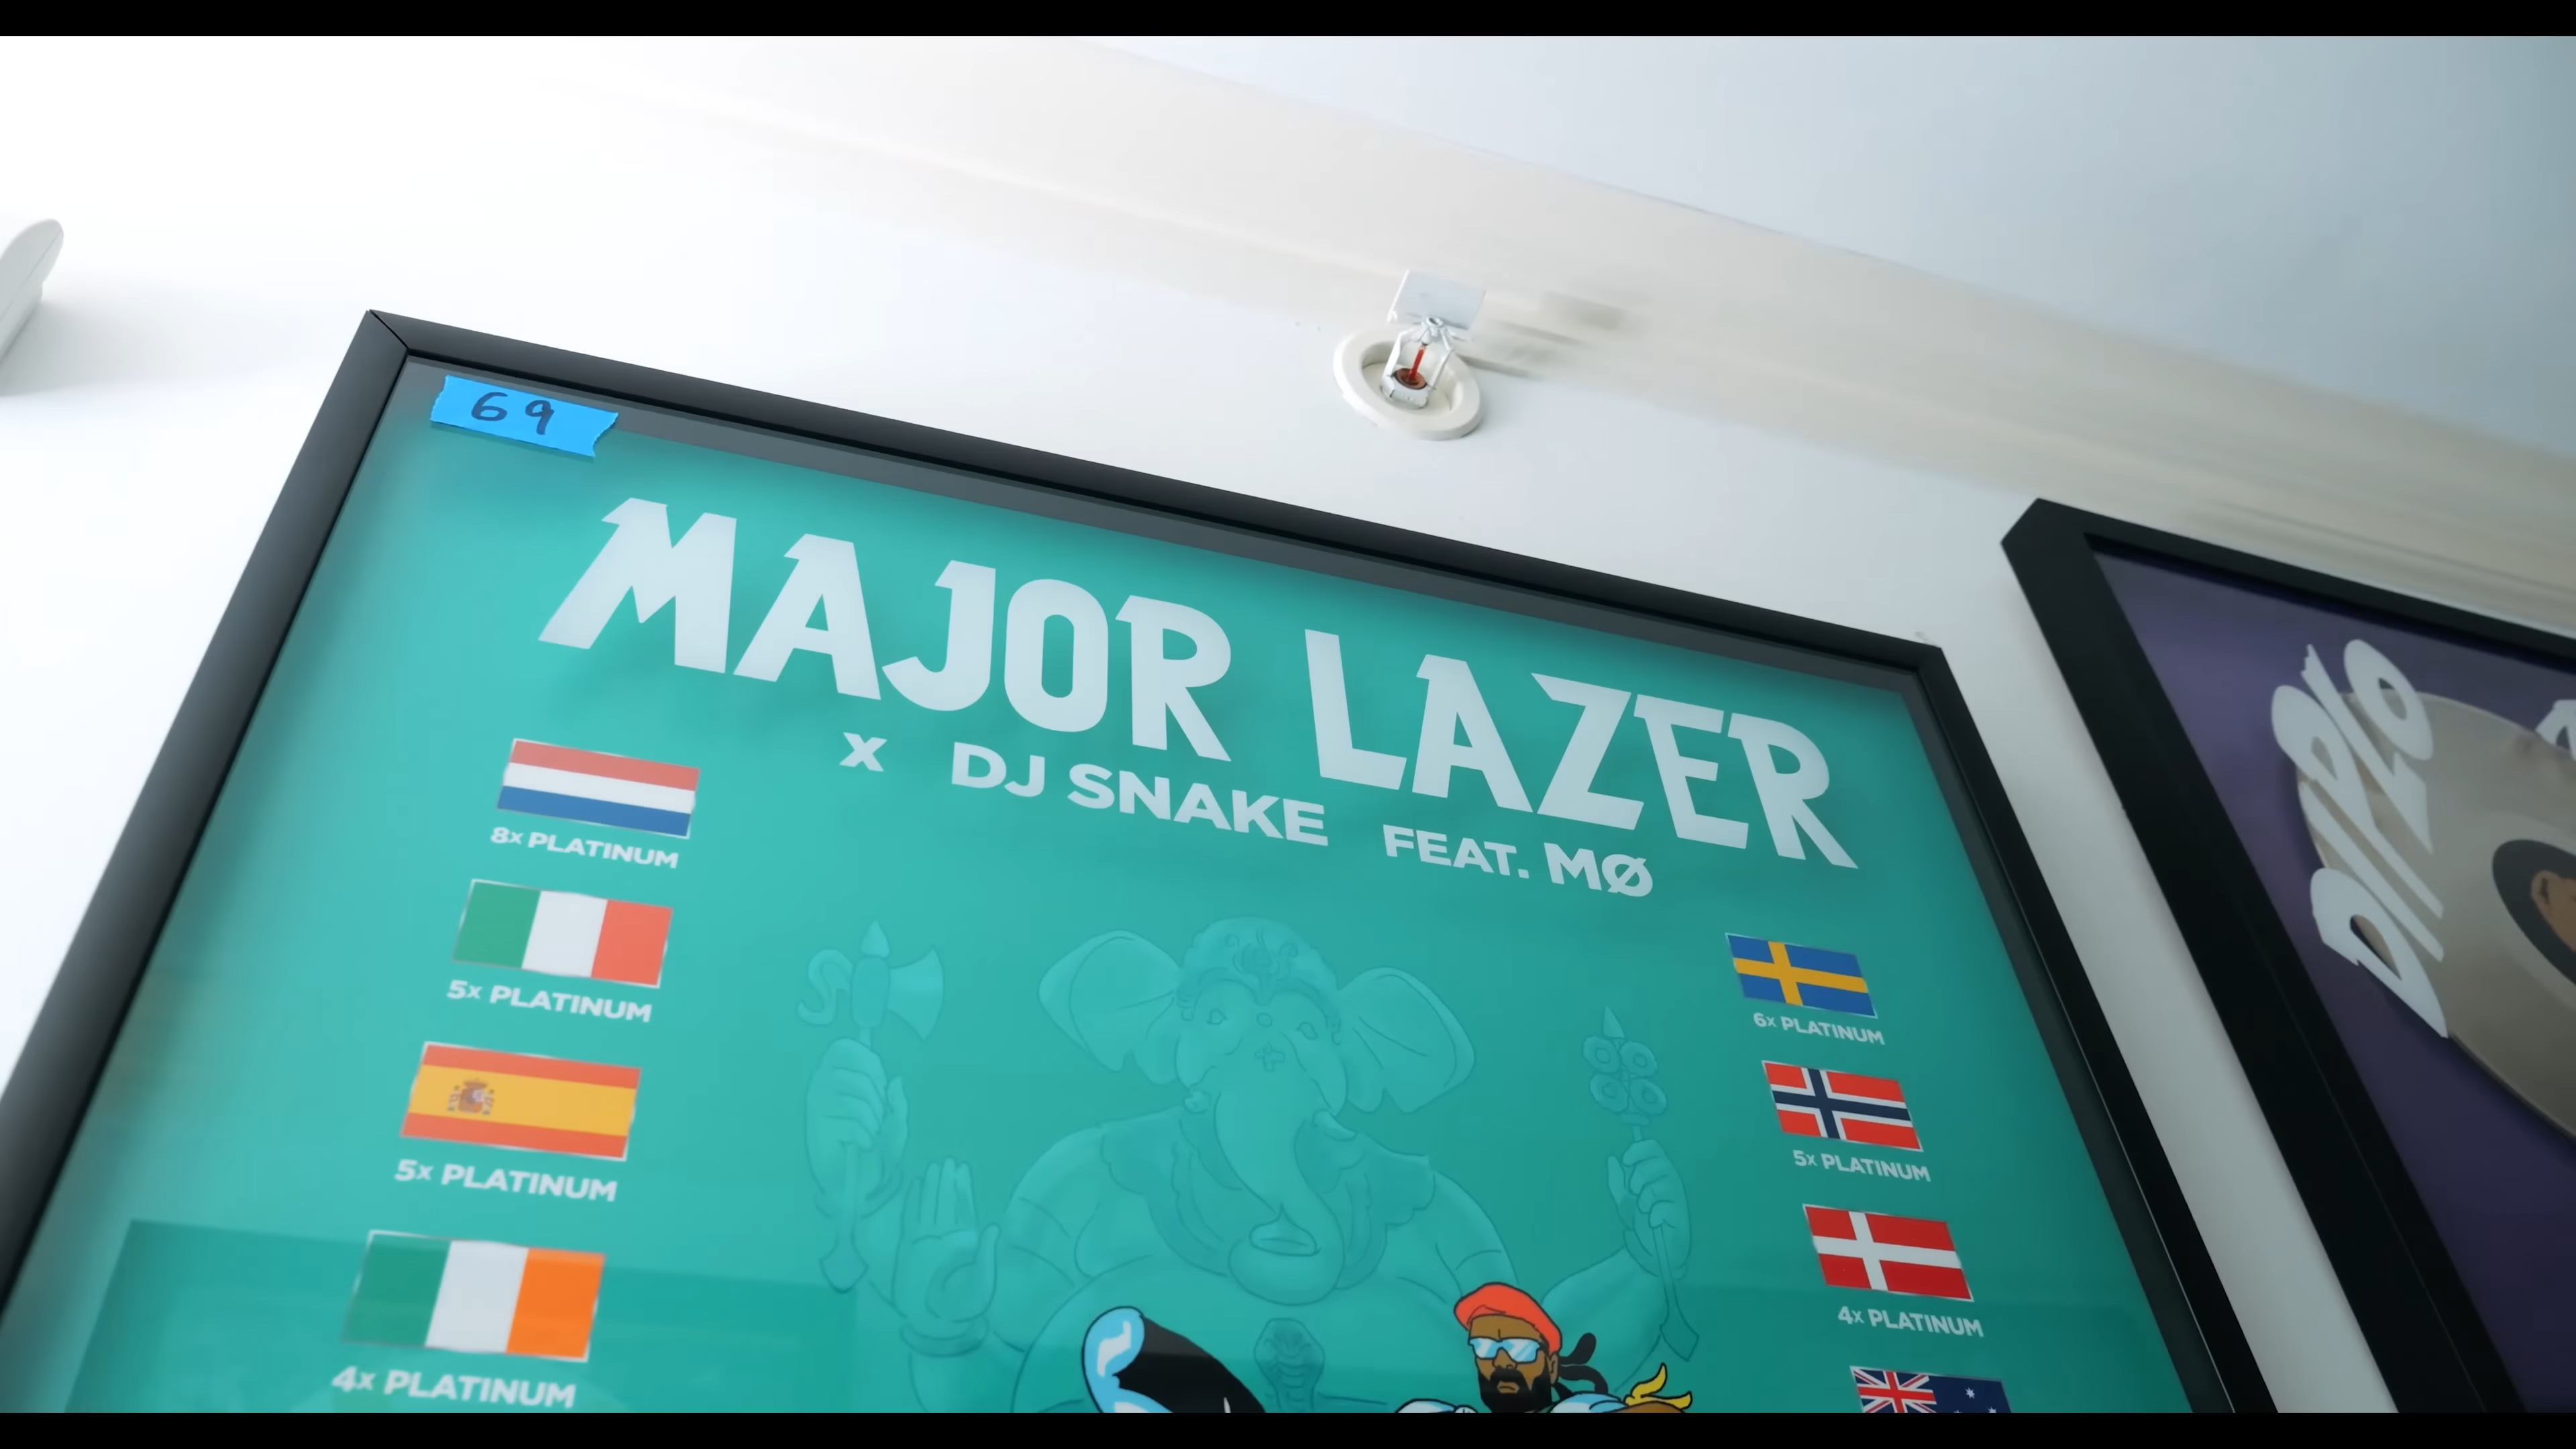 69
MAJOR LAZER
x DJ SNAKE FEAT. MØ
8x PLATINUM
5x PLATINUM
5x PLATINUM
4x PLATINUM
6x PLATINUM
5x PLATINUM
4x PLATINUM
DIPLO